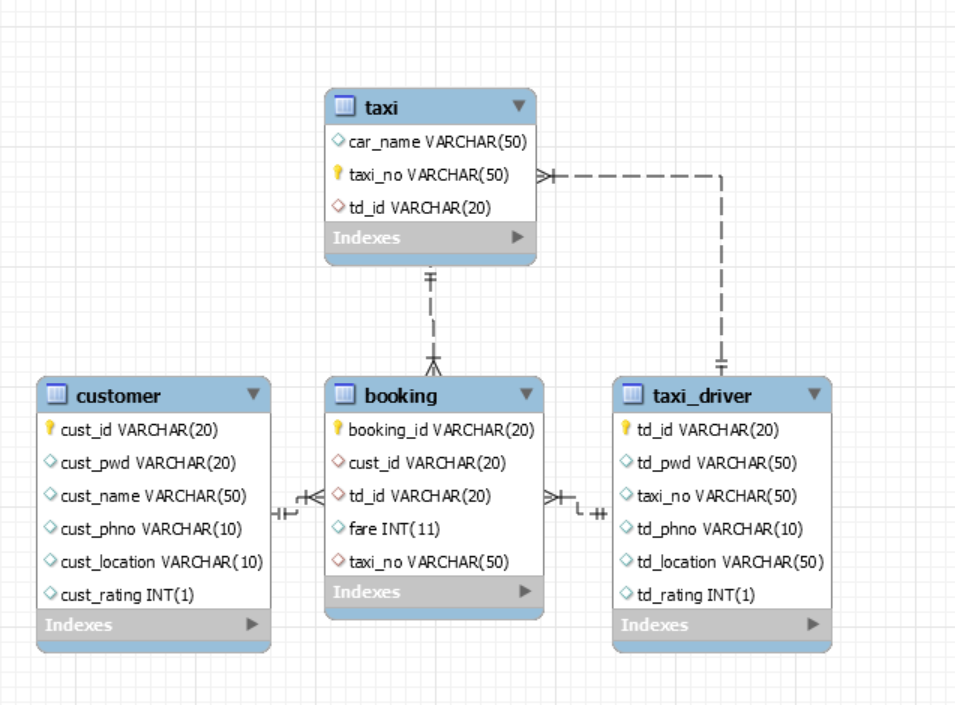 taxi
car_name VARCHAR(50)
taxi_no VARCHAR(50)
td_id VARCHAR(20)
Indexes
customer
cust_id VARCHAR(20)
cust_pwd VARCHAR(20)
cust_name VARCHAR(50)
cust_phno VARCHAR(10)
cust_location VARCHAR(10)
cust_rating INT(1)
Indexes
booking
booking_id VARCHAR(20)
cust_id VARCHAR(20)
td_id VARCHAR(20)
fare INT(11)
taxi_no VARCHAR(50)
Indexes
taxi_driver
td_id VARCHAR(20)
td_pwd VARCHAR(50)
taxi_no VARCHAR(50)
td_phno VARCHAR(10)
td_location VARCHAR(50)
td_rating INT(1)
Indexes